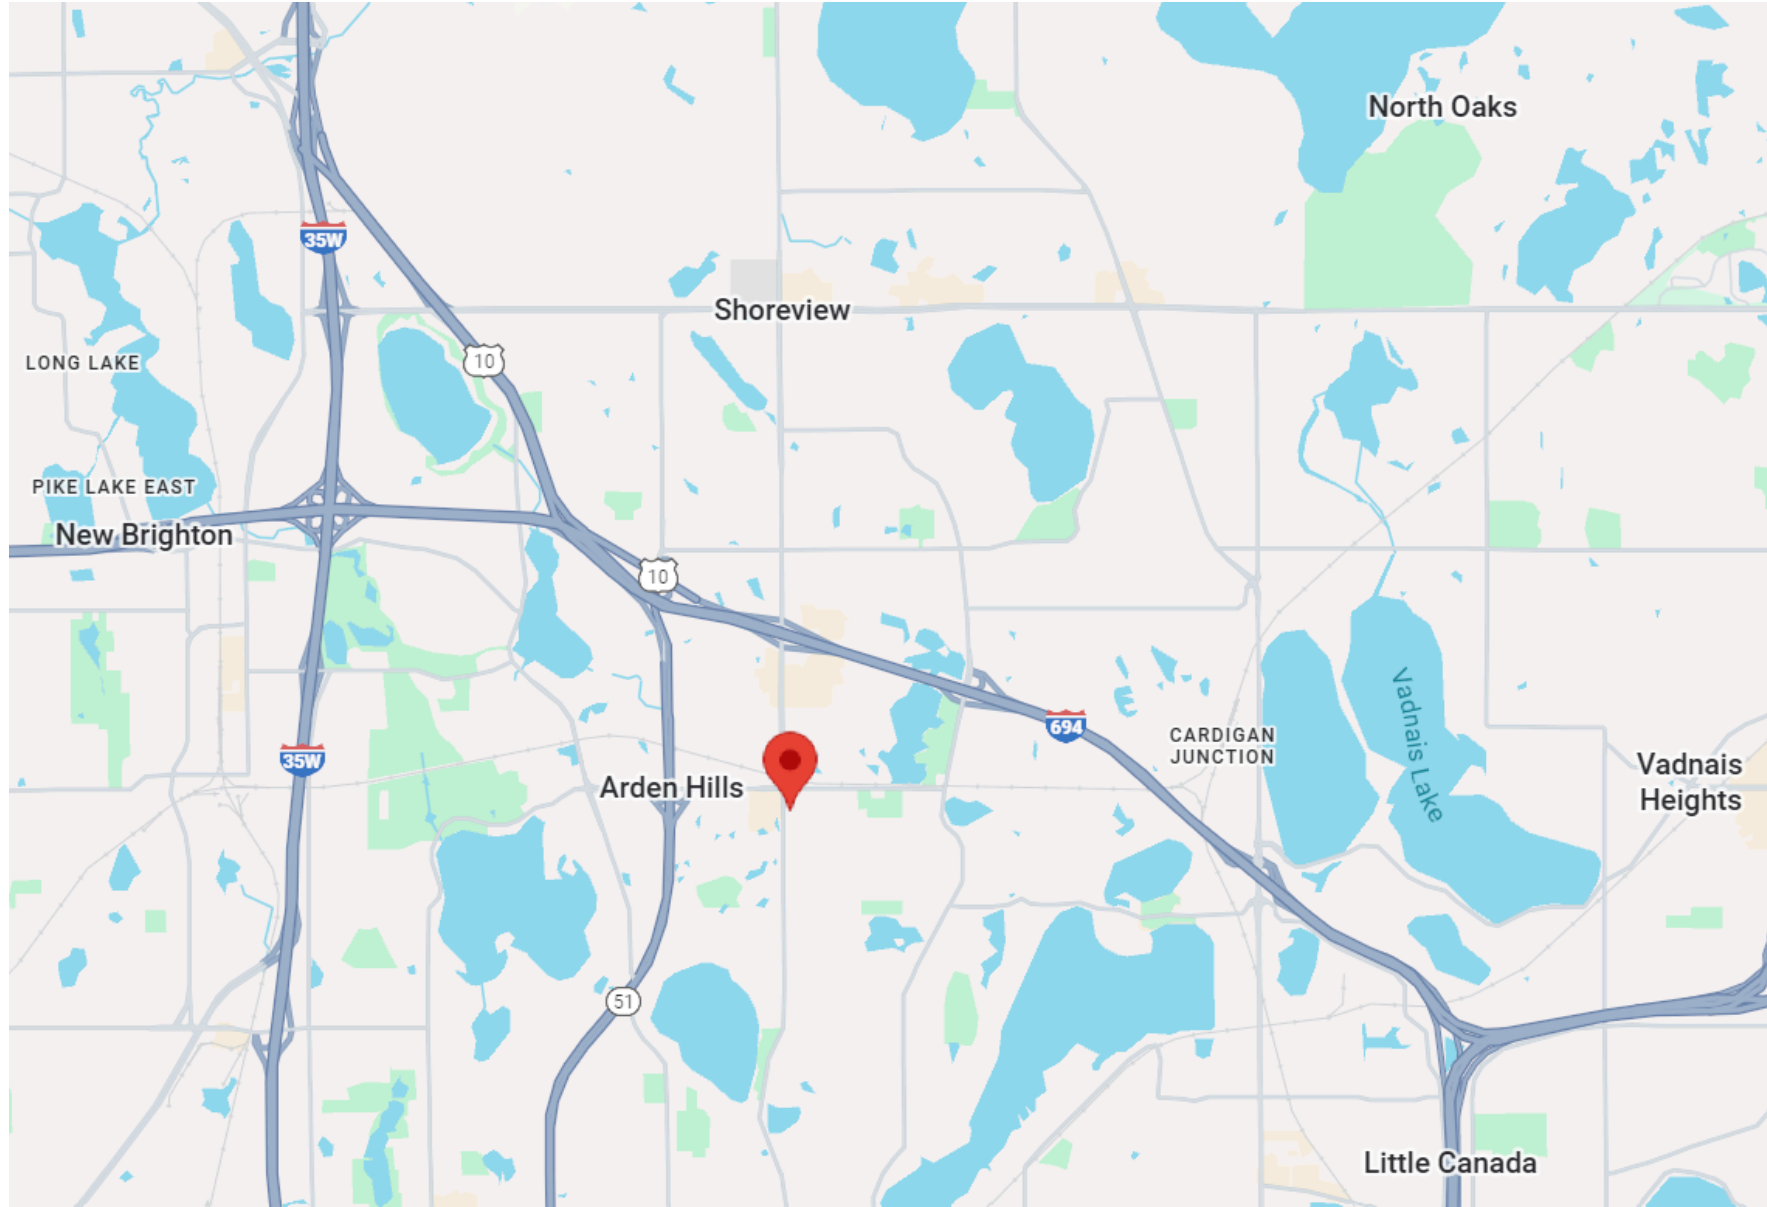 North Oaks
35W
Shoreview
10
LONG LAKE
PIKE LAKE EAST
New Brighton
10
Vadnais Lake
694
CARDIGAN
JUNCTION
35W
Arden Hills
Vadnais
Heights
51
Little Canada